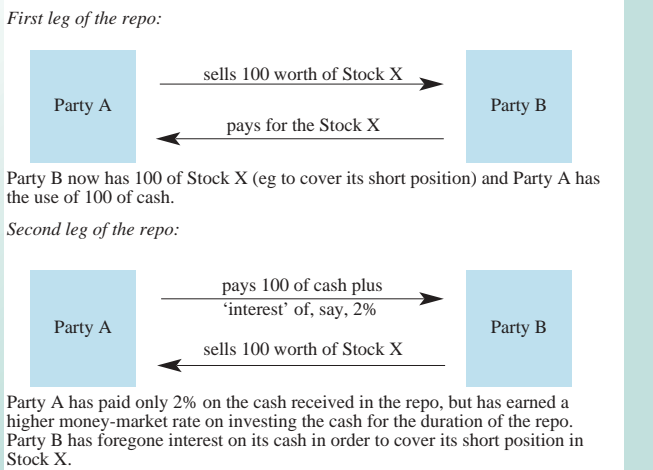 First leg of the repo:
sells 100 worth of Stock X
Party A
Party B
pays for the Stock X
Party B now has 100 of Stock X (eg to cover its short position) and Party A has
the use of 100 of cash.
Second leg of the repo:
pays 100 of cash plus
‘interest’ of, say, 2%
Party A
Party B
sells 100 worth of Stock X
Party A has paid only 2% on the cash received in the repo, but has earned a
higher money-market rate on investing the cash for the duration of the repo.
Party B has foregone interest on its cash in order to cover its short position in
Stock X.